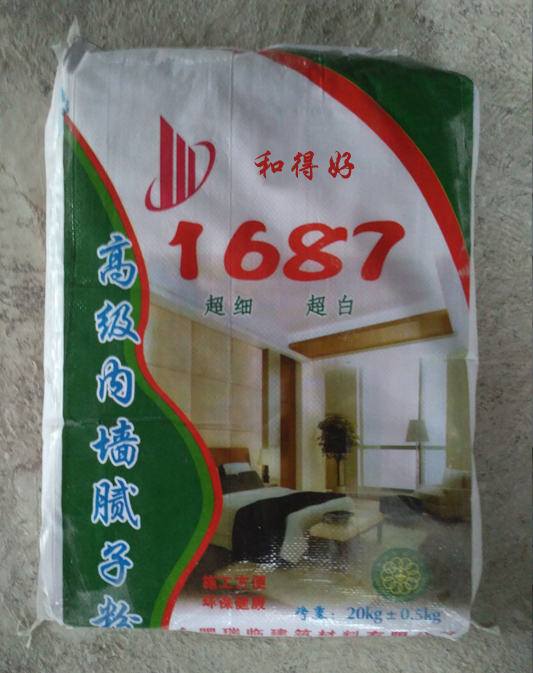 和得好
1687
超细 超白
高级内墙腻子粉
施工方便
环保健康
净重: 20kg±0.5kg